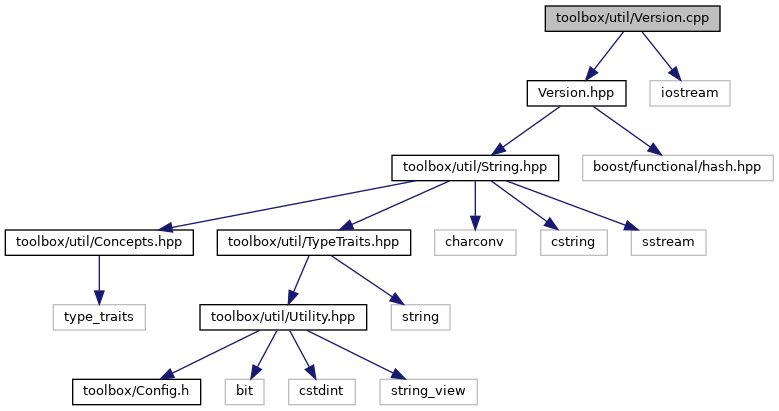 toolbox/util/Version.cpp
Version.hpp
iostream
toolbox/util/String.hpp
boost/functional/hash.hpp
toolbox/util/Concepts.hpp
toolbox/util/TypeTraits.hpp
charconv
cstring
sstream
type_traits
toolbox/util/Utility.hpp
string
toolbox/Config.h
bit
cstdint
string_view